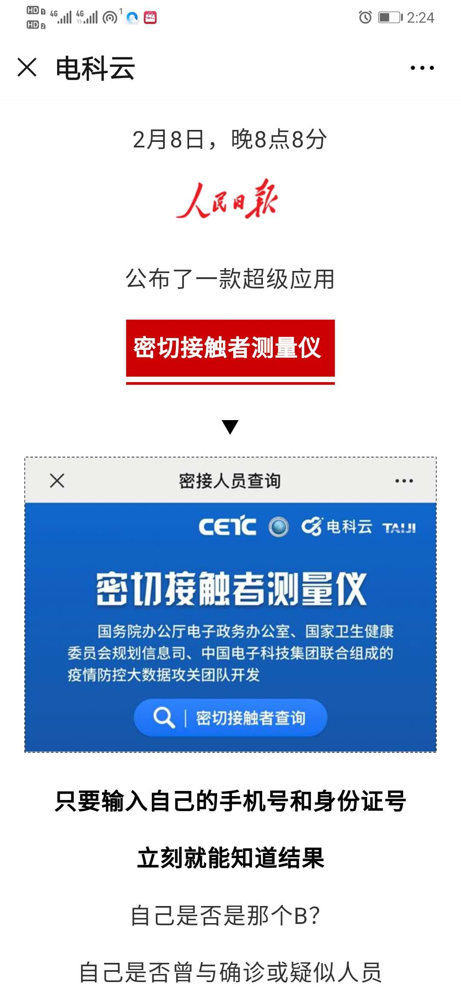 HD 1 4G 4G 1 2:24
HD 2
电科云
2月8日，晚8点8分
人民日报
公布了一款超级应用
密切接触者测量仪
密接人员查询
CETC 电科云 TAIJI
密切接触者测量仪
国务院办公厅电子政务办公室、国家卫生健康
委员会规划信息司、中国电子科技集团联合组成的
疫情防控大数据攻关团队开发
密切接触者查询
只要输入自己的手机号和身份证号
立刻就能知道结果
自己是否是那个B？
自己是否曾与确诊或疑似人员